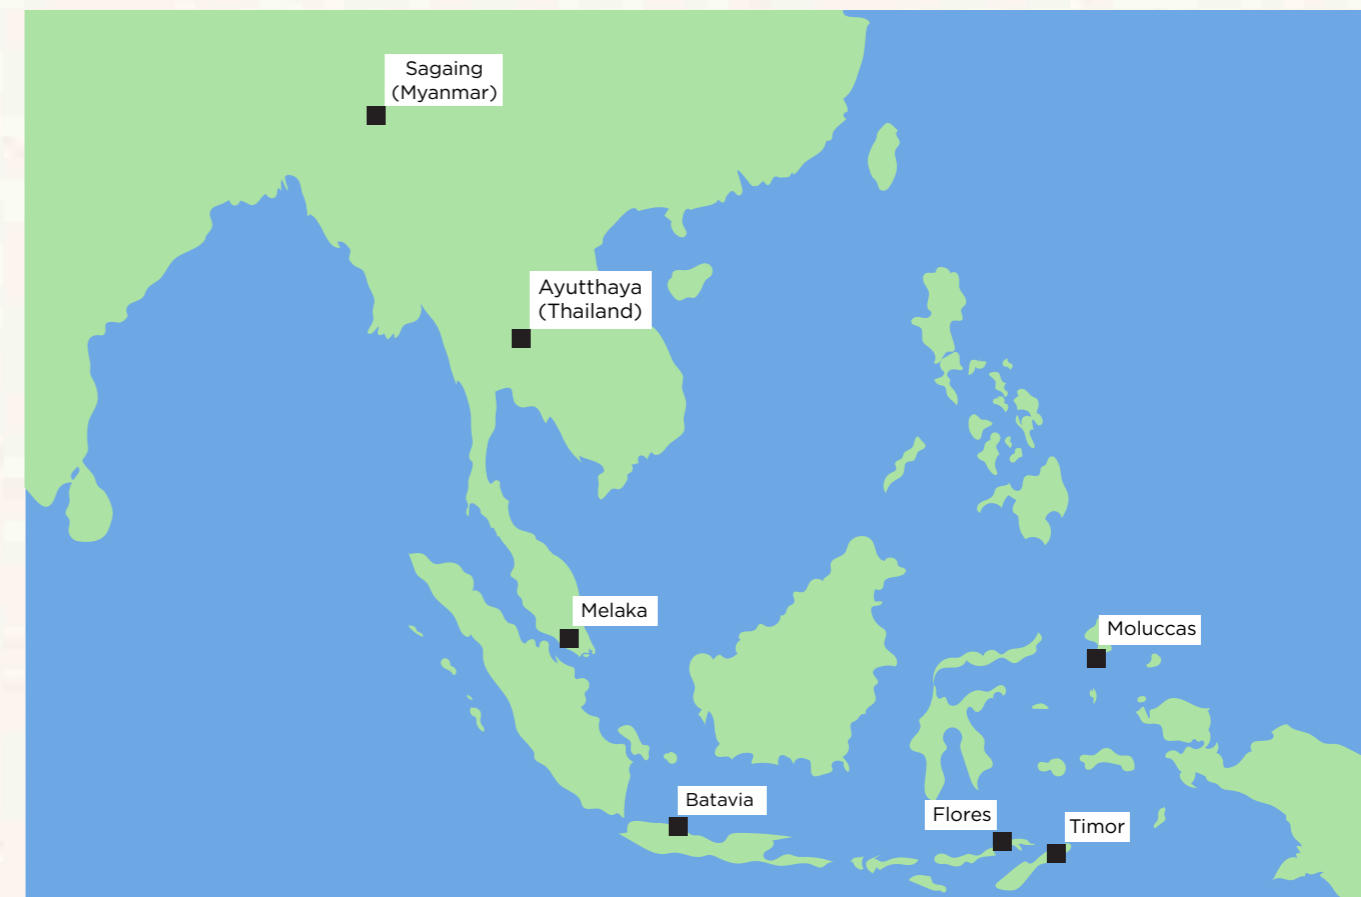 Sagaing
(Myanmar)
Ayutthaya
(Thailand)
Melaka
Moluccas
Batavia
Flores
Timor